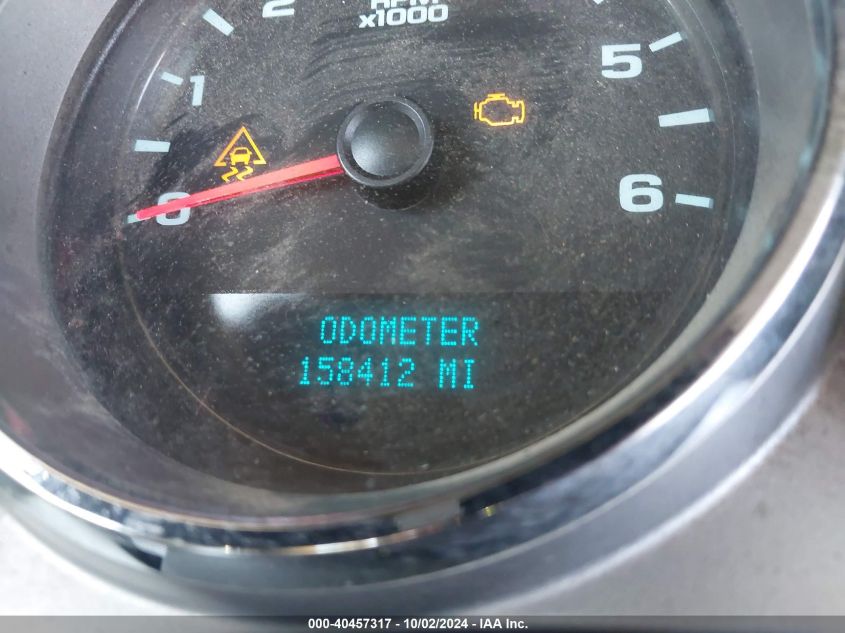 RPM
x1000
0
1
2
5
6
ODOMETER
158412 MI
000-40457317 - 10/02/2024 - IAA Inc.